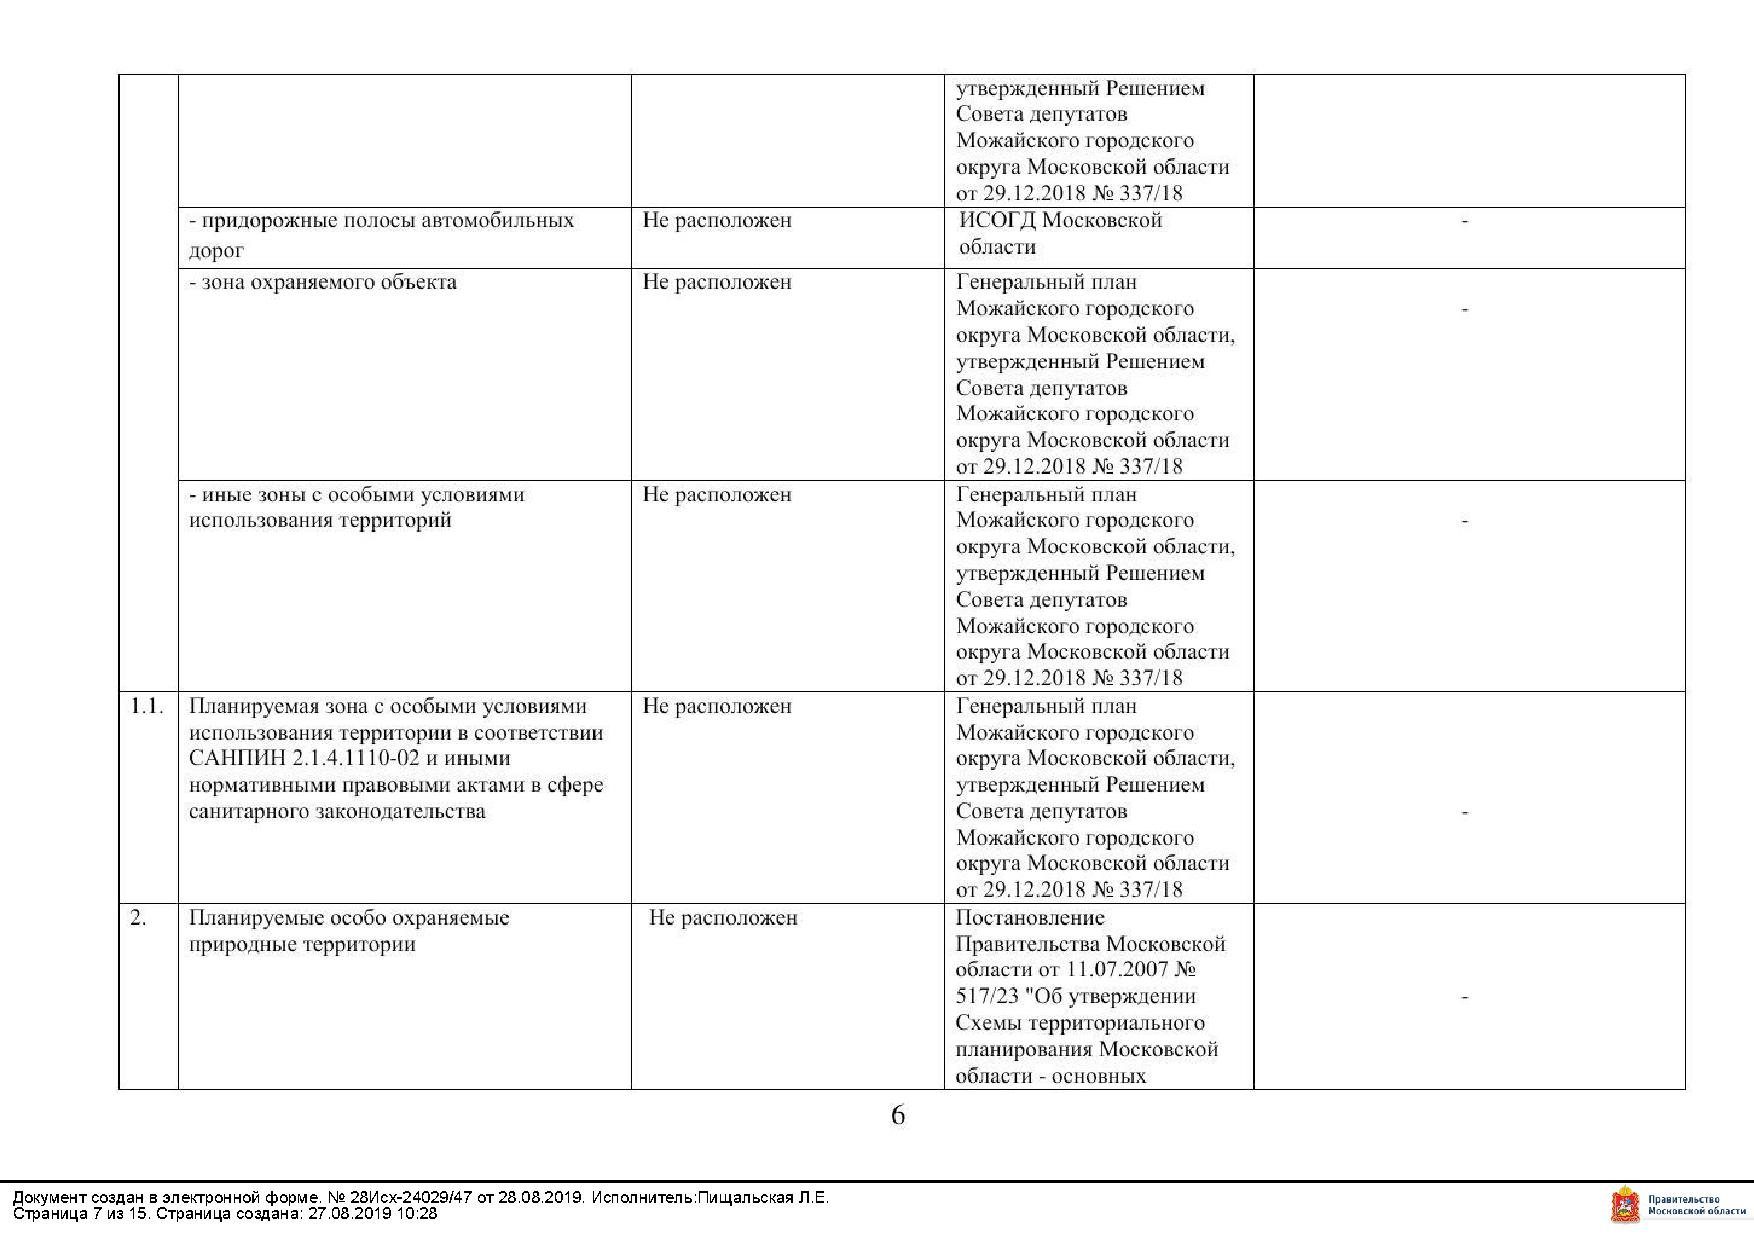 утвержденный Решением
Совета депутатов
Можайского городского
округа Московской области
от 29.12.2018 № 337/18
- придорожные полосы автомобильных
дорог
Не расположен
ИСОГД Московской
области
-
- зона охраняемого объекта
Не расположен
Генеральный план
Можайского городского
округа Московской области,
утвержденный Решением
Совета депутатов
Можайского городского
округа Московской области
от 29.12.2018 № 337/18
-
- иные зоны с особыми условиями
использования территорий
Не расположен
Генеральный план
Можайского городского
округа Московской области,
утвержденный Решением
Совета депутатов
Можайского городского
округа Московской области
от 29.12.2018 № 337/18
-
1.1.
Планируемая зона с особыми условиями
использования территории в соответствии
САНПИН 2.1.4.1110-02 и иными
нормативными правовыми актами в сфере
санитарного законодательства
Не расположен
Генеральный план
Можайского городского
округа Московской области,
утвержденный Решением
Совета депутатов
Можайского городского
округа Московской области
от 29.12.2018 № 337/18
-
2.
Планируемые особо охраняемые
природные территории
Не расположен
Постановление
Правительства Московской
области от 11.07.2007 №
517/23 "Об утверждении
Схемы территориального
планирования Московской
области - основных
-
6
Документ создан в электронной форме. № 28Исх-24029/47 от 28.08.2019. Исполнитель:Пищальская Л.Е.
Страница 7 из 15. Страница создана: 27.08.2019 10:28
Правительство
Московской области